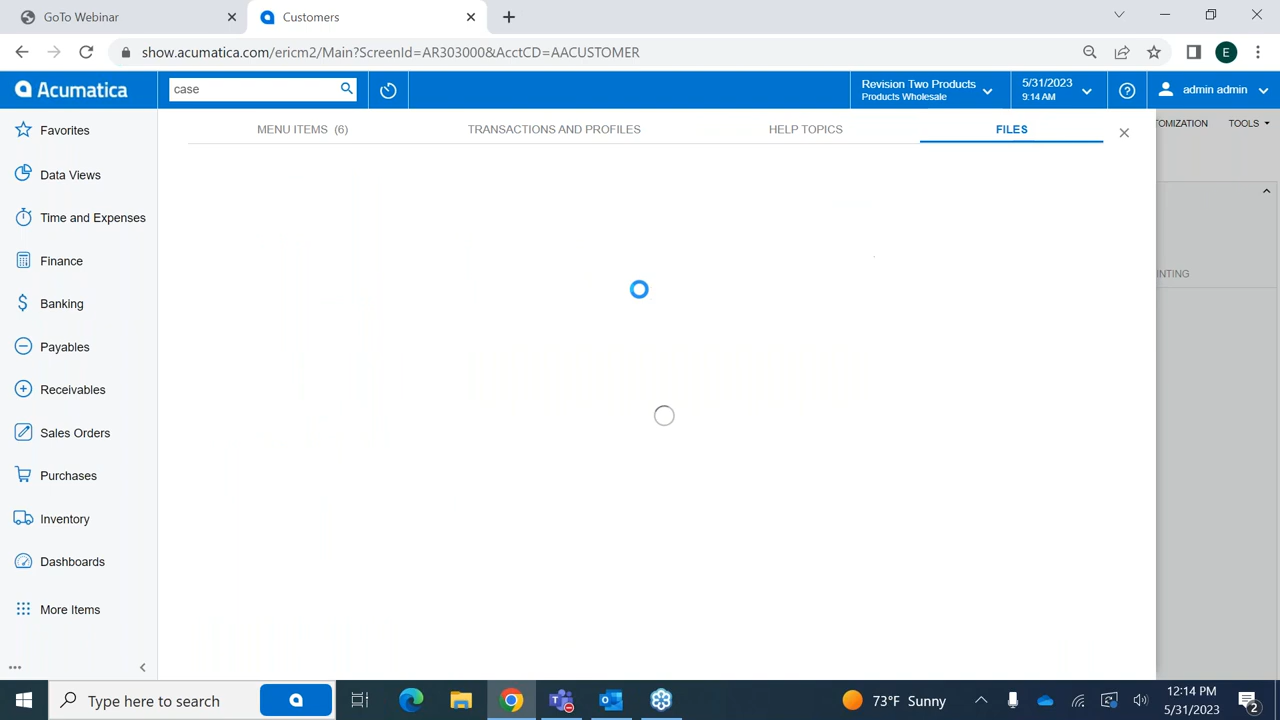 GoTo Webinar
Customers
show.acumatica.com/ericm2/Main?ScreenId=AR303000&AcctCD=AACUSTOMER
E
Acumatica
case
Revision Two Products
Products Wholesale
5/31/2023
9:14 AM
admin admin
Favorites
Data Views
Time and Expenses
Finance
Banking
Payables
Receivables
Sales Orders
Purchases
Inventory
Dashboards
More Items
MENU ITEMS (6)
TRANSACTIONS AND PROFILES
HELP TOPICS
FILES
TOMIZATION
TOOLS
INTING
Type here to search
73°F Sunny
12:14 PM
5/31/2023
2